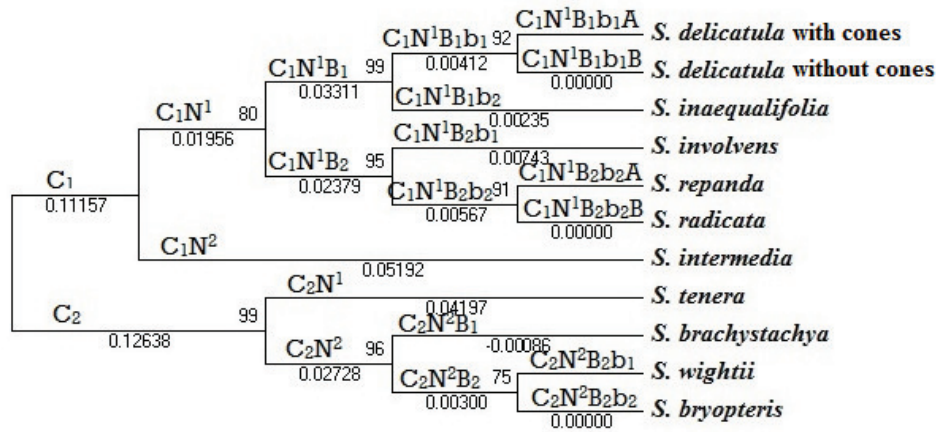 C₁N¹B₁b₁A
C₁N¹B₁b₁ 92 S. delicatula with cones
0.00412 C₁N¹B₁b₁B
C₁N¹B₁ 99 0.00000 S. delicatula without cones
0.03311 C₁N¹B₁b₂
0.00235 S. inaequalifolia
C₁N¹ 80
0.01956 C₁N¹B₂b₁
0.00743 S. involvens
C₁N¹B₂ 95
0.02379 C₁N¹B₂b₂A
C₁N¹B₂b₂ 91 S. repanda
0.00567 C₁N¹B₂b₂B
0.00000 S. radicata
C₁
0.11157
C₁N²
0.05192 S. intermedia
C₂N¹
0.04197 S. tenera
C₂ 99
0.12638 C₂N²B₁
-0.00086 S. brachystachya
C₂N² 96
0.02728 C₂N²B₂b₁
C₂N²B₂ 75 S. wightii
0.00300 C₂N²B₂b₂
0.00000 S. bryopteris